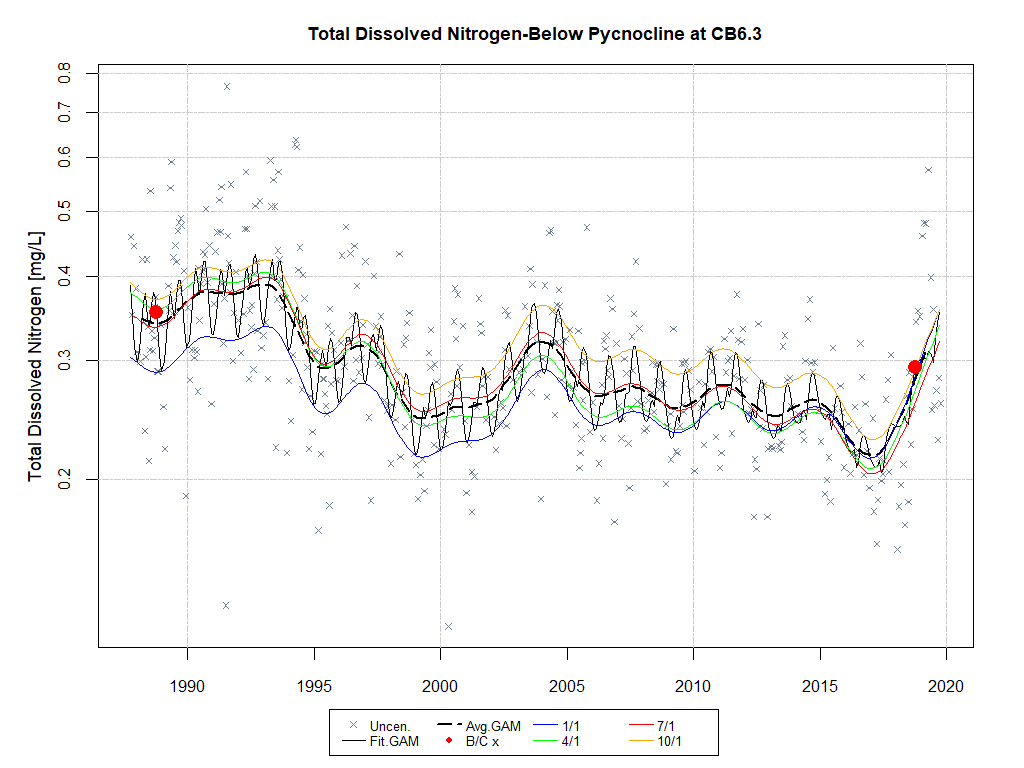 Total Dissolved Nitrogen-Below Pycnocline at CB6.3
Total Dissolved Nitrogen [mg/L]
0.8
0.7
0.6
0.5
0.4
0.3
0.2
1990 1995 2000 2005 2010 2015 2020
Uncen. Avg.GAM 1/1 7/1
Fit.GAM B/C x 4/1 10/1